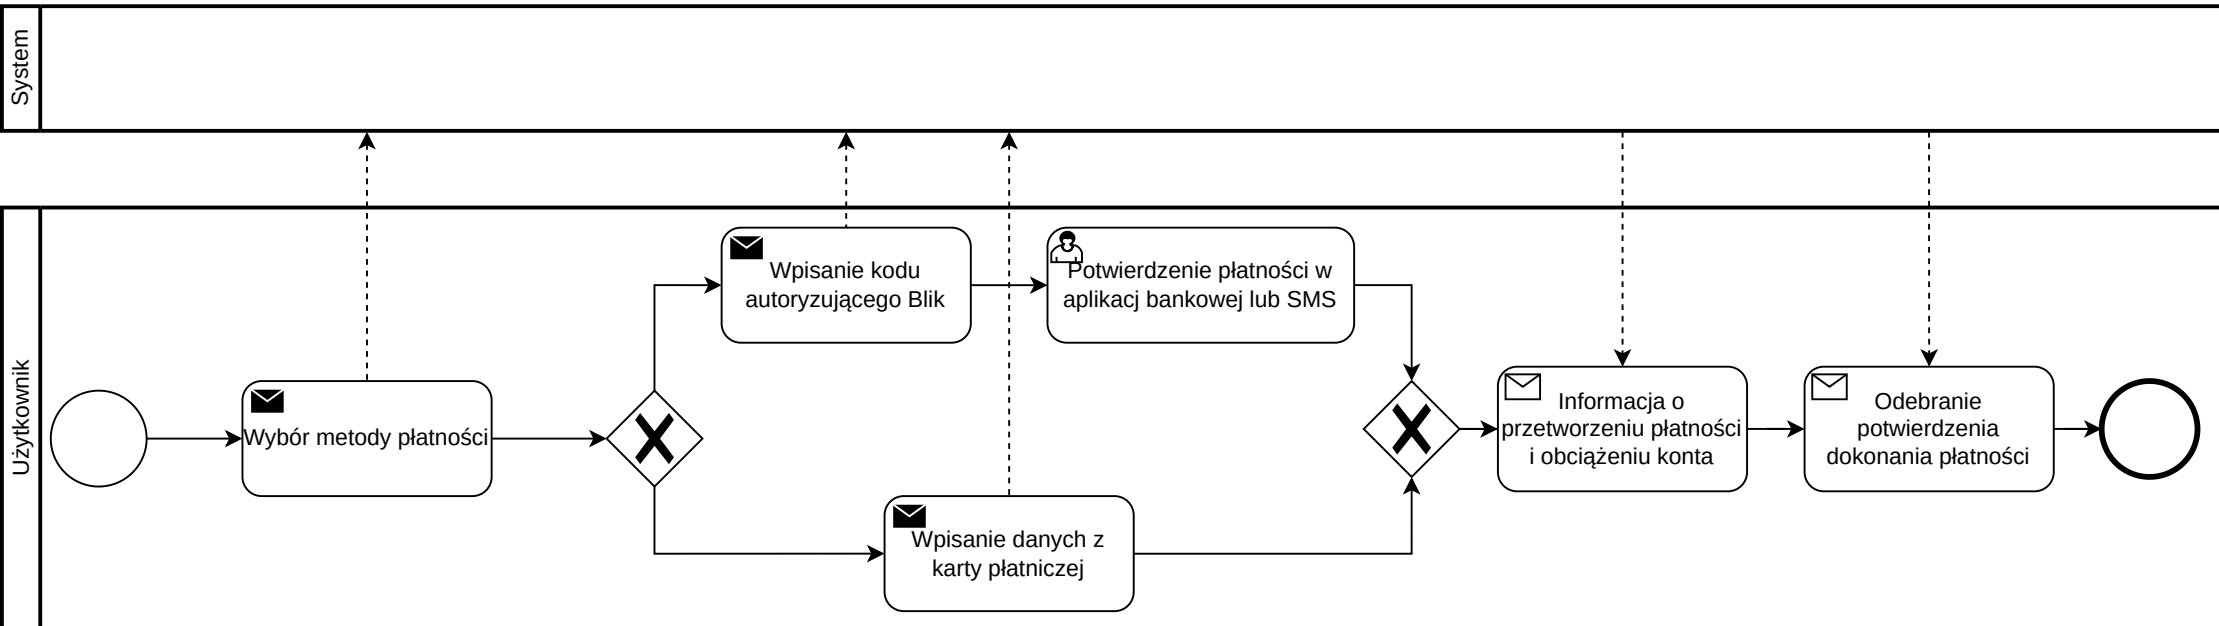 System
Użytkownik
Wybór metody płatności
Wpisanie kodu
autoryzującego Blik
Potwierdzenie płatności w
aplikacj bankowej lub SMS
Wpisanie danych z
karty płatniczej
Informacja o
przetworzeniu płatności
i obciążeniu konta
Odebranie
potwierdzenia
dokonania płatności